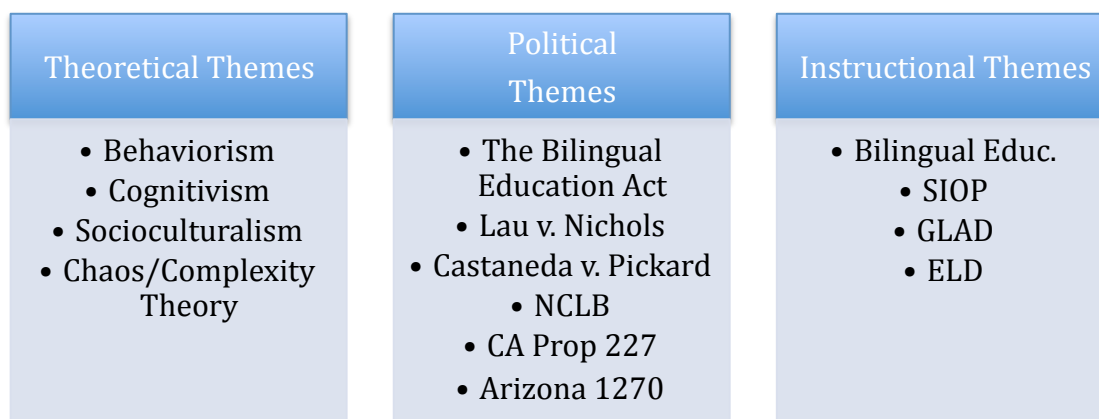 Theoretical Themes
• Behaviorism
• Cognitivism
• Socioculturalism
• Chaos/Complexity
Theory
Political
Themes
• The Bilingual
Education Act
• Lau v. Nichols
• Castaneda v. Pickard
• NCLB
• CA Prop 227
• Arizona 1270
Instructional Themes
• Bilingual Educ.
• SIOP
• GLAD
• ELD